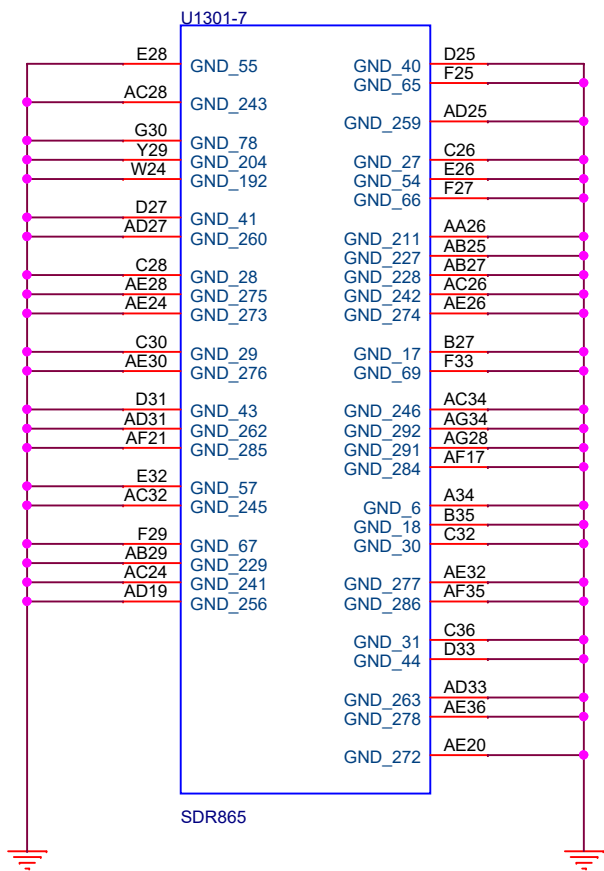 U1301-7
E28 GND_55 GND_40 D25
GND_65 F25
AC28 GND_243
GND_259 AD25
G30 GND_78
Y29 GND_204 GND_27 C26
W24 GND_192 GND_54 E26
GND_66 F27
D27 GND_41
AD27 GND_260 GND_211 AA26
GND_227 AB25
C28 GND_28 GND_228 AB27
AE28 GND_275 GND_242 AC26
AE24 GND_273 GND_274 AE26
C30 GND_29 GND_17 B27
AE30 GND_276 GND_69 F33
D31 GND_43 GND_246 AC34
AD31 GND_262 GND_292 AG34
AF21 GND_285 GND_291 AG28
GND_284 AF17
E32 GND_57
AC32 GND_245 GND_6 A34
GND_18 B35
F29 GND_67 GND_30 C32
AB29 GND_229
AC24 GND_241 GND_277 AE32
AD19 GND_256 GND_286 AF35
GND_31 C36
GND_44 D33
GND_263 AD33
GND_278 AE36
GND_272 AE20
SDR865